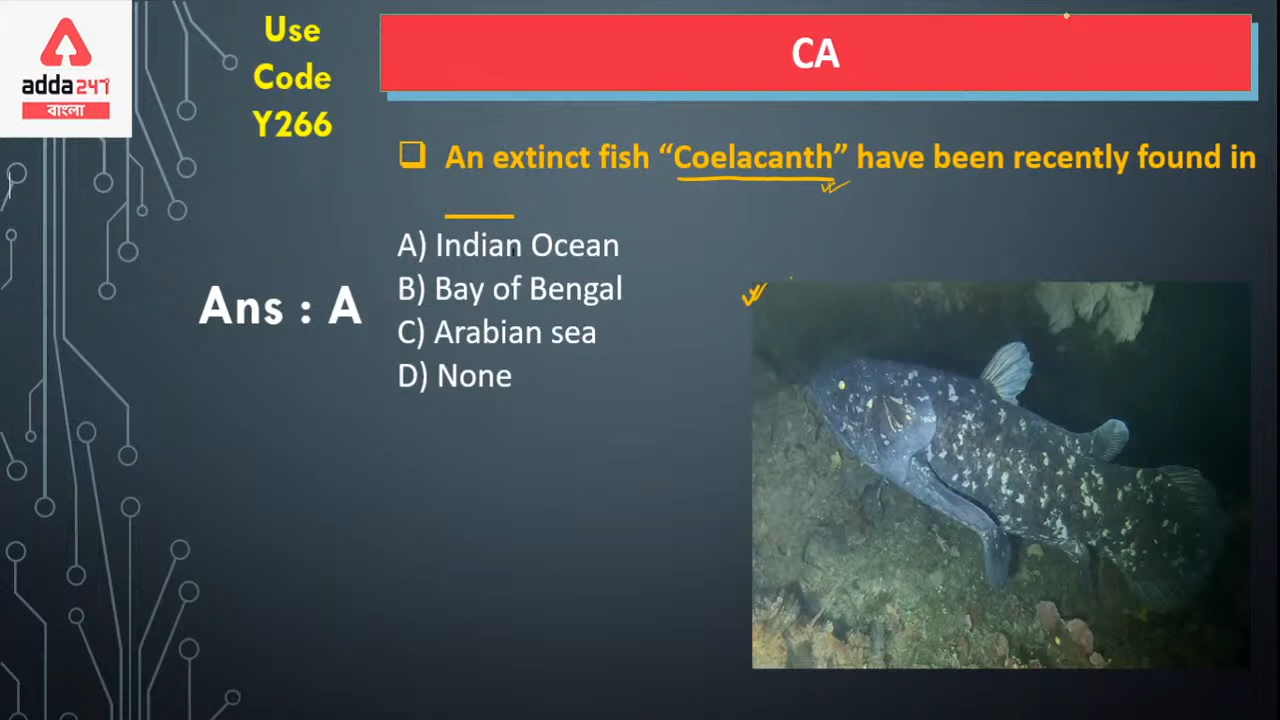 adda247
বাংলা
Use
Code
Y266
CA
❑ An extinct fish “Coelacanth” have been recently found in
____
A) Indian Ocean
B) Bay of Bengal
C) Arabian sea
D) None
Ans : A